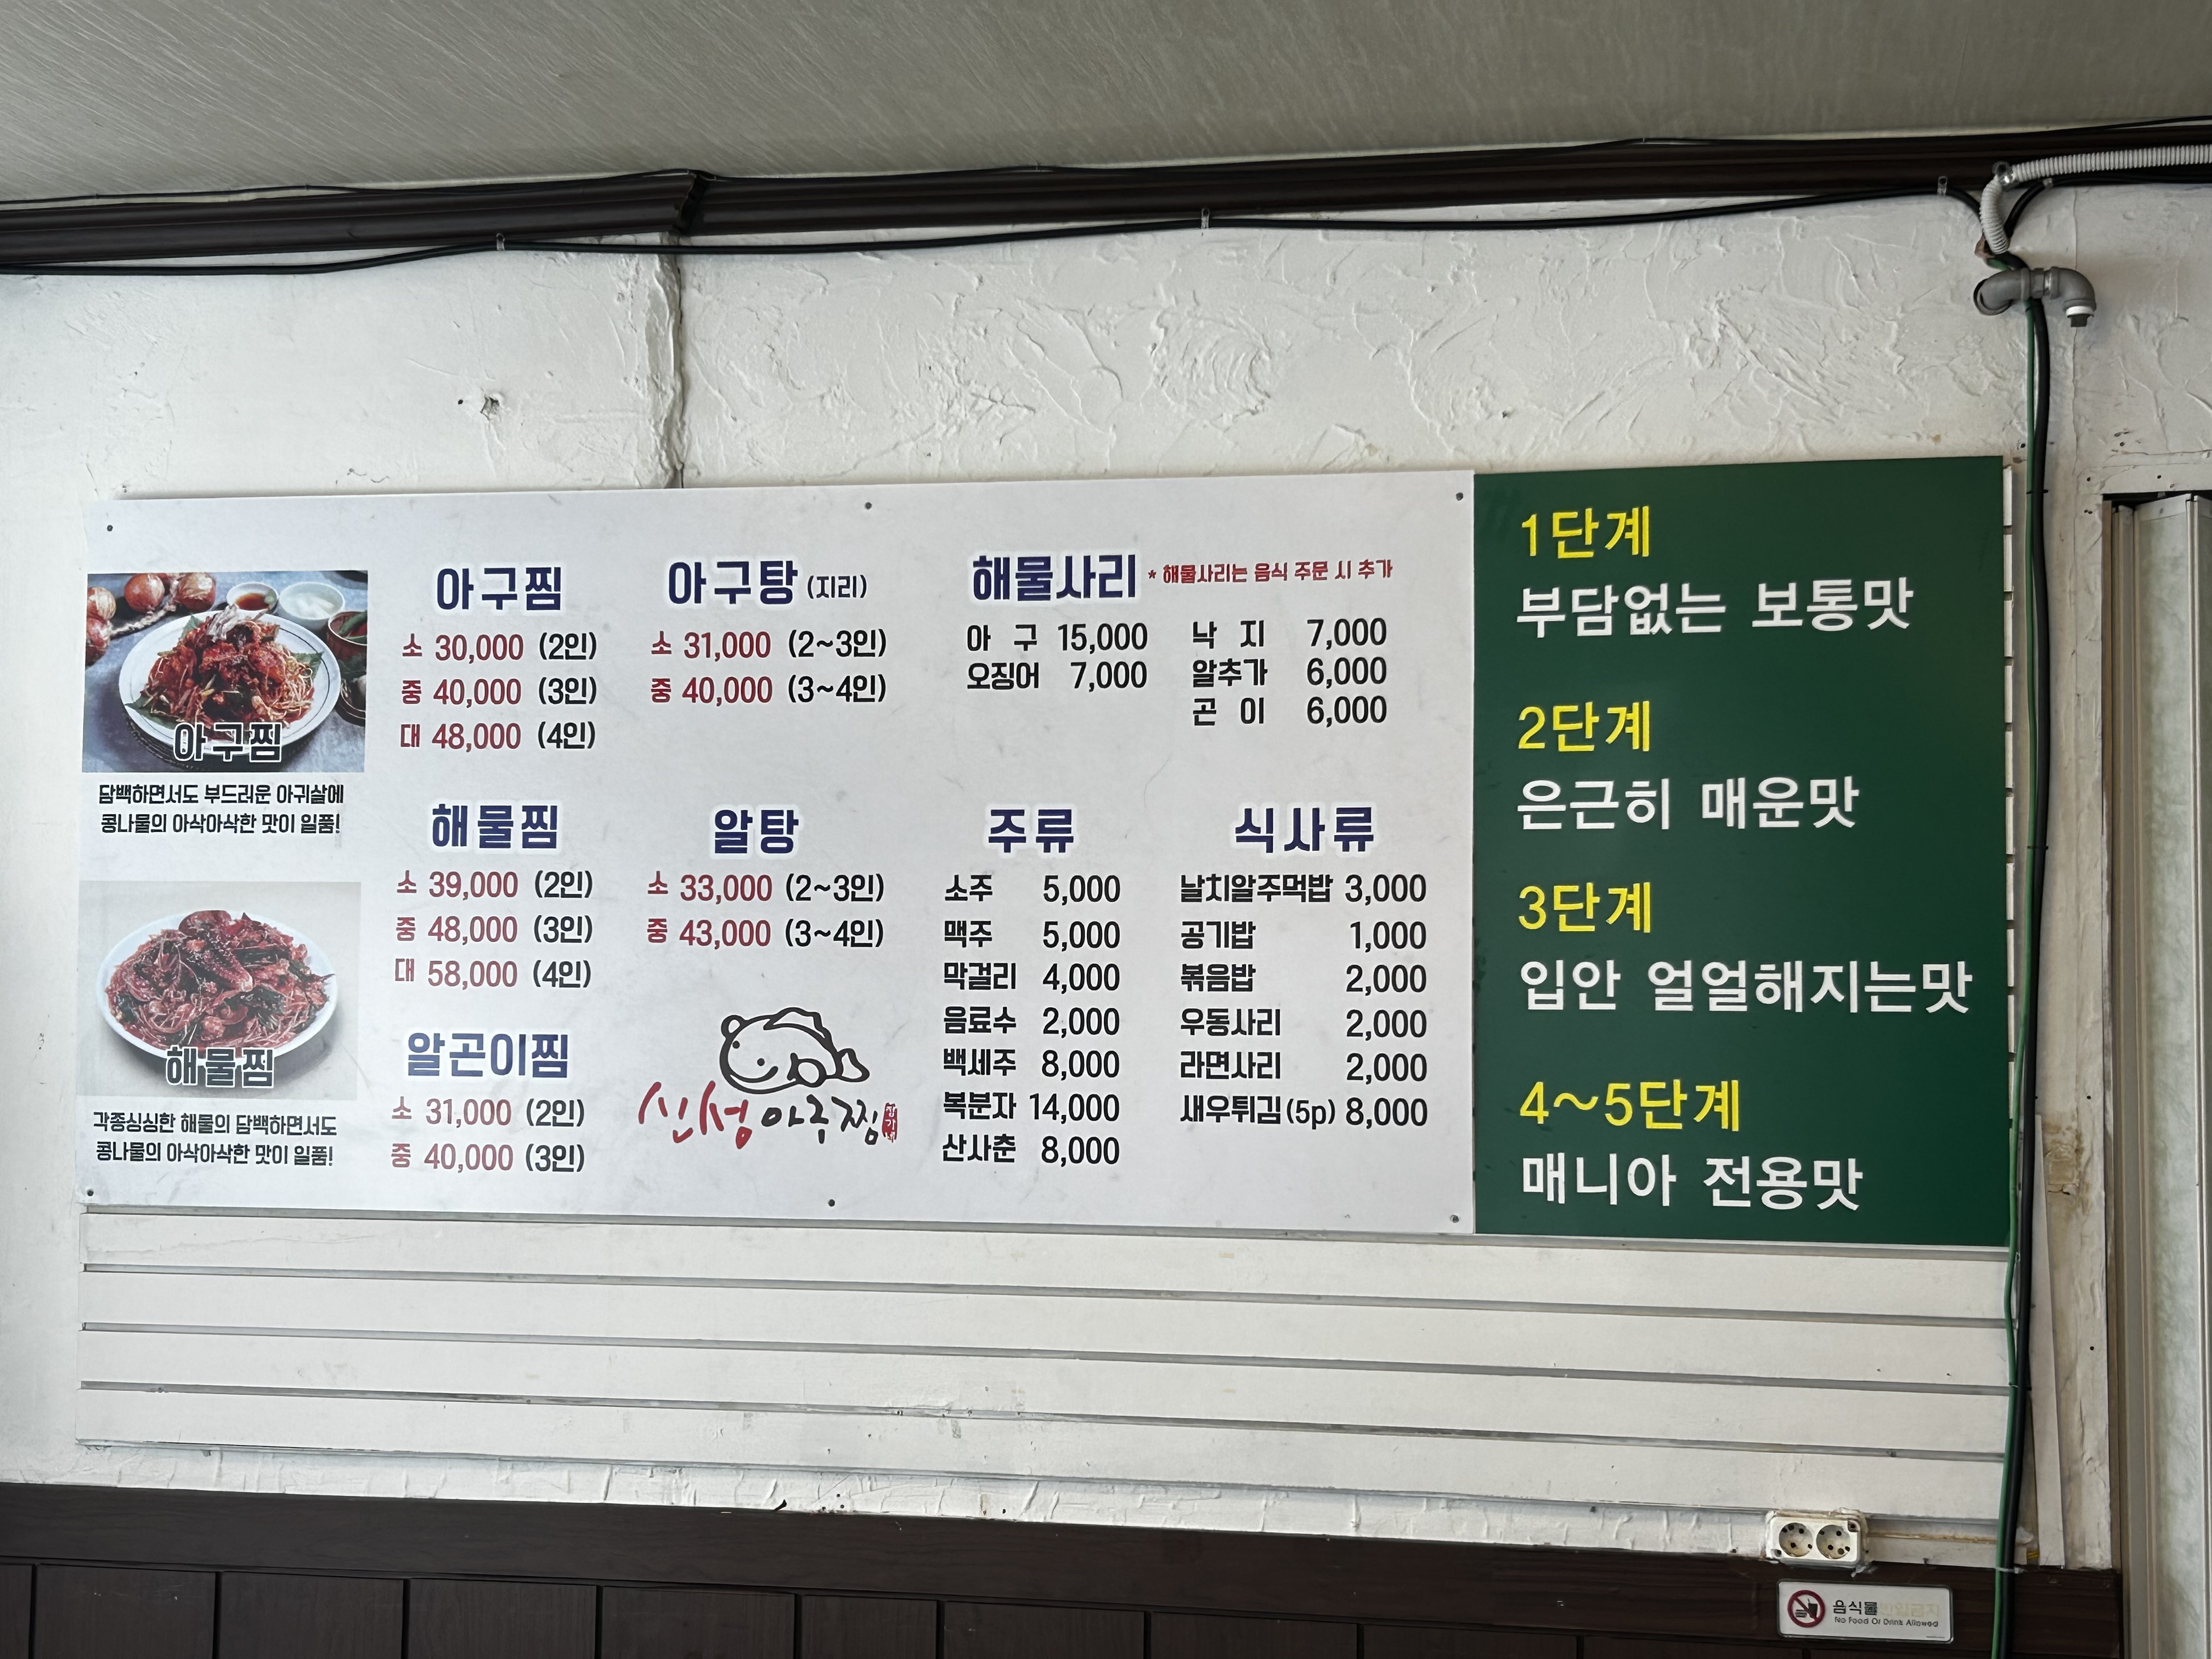 아구찜
담백하면서도 부드러운 아귀살에
콩나물의 아삭아삭한 맛이 일품!
해물찜
각종싱싱한 해물의 담백하면서도
콩나물의 아삭아삭한 맛이 일품!
아구찜
소 30,000 (2인)
중 40,000 (3인)
대 48,000 (4인)
해물찜
소 39,000 (2인)
중 48,000 (3인)
대 58,000 (4인)
알곤이찜
소 31,000 (2인)
중 40,000 (3인)
아구탕 (지리)
소 31,000 (2~3인)
중 40,000 (3~4인)
알탕
소 33,000 (2~3인)
중 43,000 (3~4인)
신성 아구찜
해물사리 * 해물사리는 음식 주문 시 추가
아 구 15,000
오징어 7,000
낙 지 7,000
알추가 6,000
곤 이 6,000
주류
소주 5,000
맥주 5,000
막걸리 4,000
음료수 2,000
백세주 8,000
복분자 14,000
산사춘 8,000
식사류
날치알주먹밥 3,000
공기밥 1,000
볶음밥 2,000
우동사리 2,000
라면사리 2,000
새우튀김(5p) 8,000
1단계
부담없는 보통맛
2단계
은근히 매운맛
3단계
입안 얼얼해지는맛
4~5단계
매니아 전용맛
음식물반입금지
No Food Or Drink Allowed